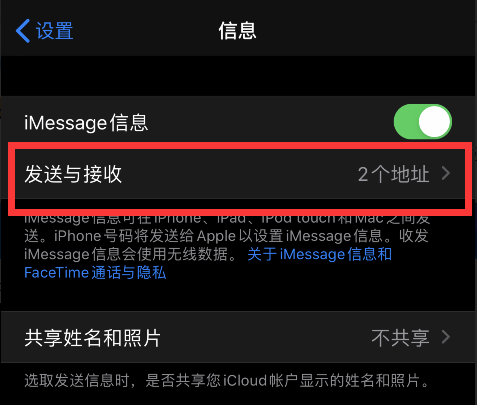 设置
信息
iMessage信息
发送与接收
2个地址
iMessage信息可在iPhone、iPad、iPod touch和Mac之间发
送。iPhone号码将发送给Apple以设置iMessage信息。收发
iMessage信息会使用无线数据。关于iMessage信息和
FaceTime通话与隐私
共享姓名和照片
不共享
选取发送信息时，是否共享您iCloud帐户显示的姓名和照片。